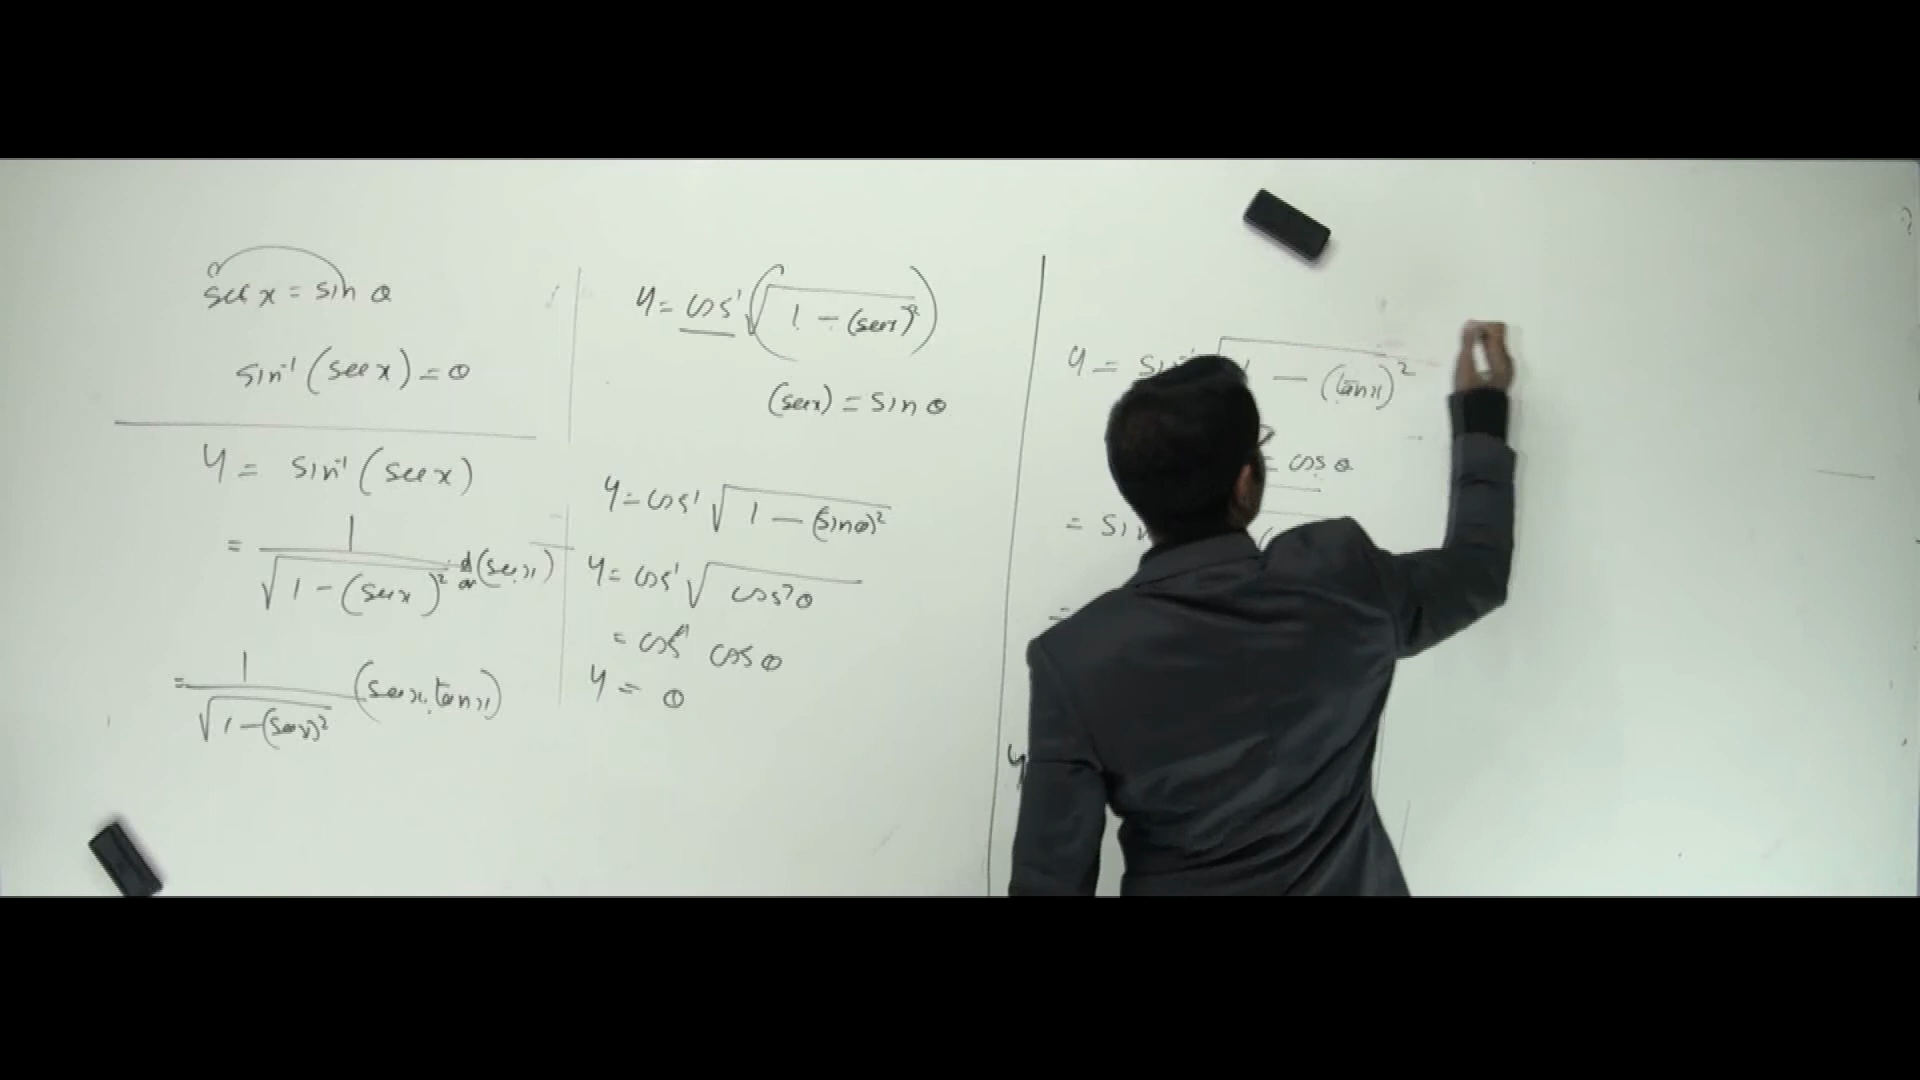 sec x = sin θ
sin⁻¹ (sec x) = θ
y = sin⁻¹ (sec x)
= 1 / √(1 - (sec x)²) d/dx (sec x)
= 1 / √(1 - (sec x)²) (sec x . tan x)
y = cos⁻¹ (√(1 - (sec x)²))
(sec x) = sin θ
y = cos⁻¹ √(1 - (sin θ)²)
y = cos⁻¹ √(cos² θ)
= cos⁻¹ cos θ
y = θ
y = 1 - (tan x)²
= cos θ
= sin
=
y